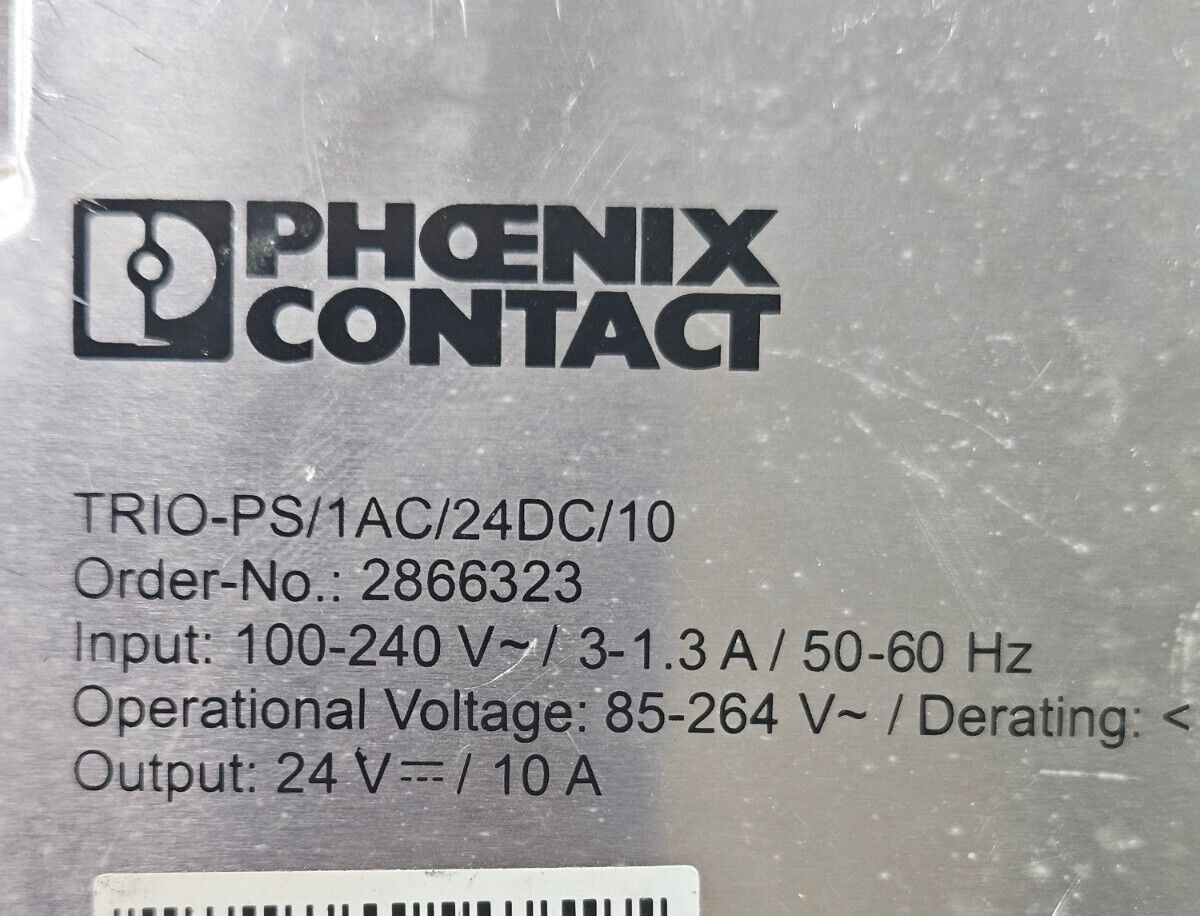 PHŒNIX
CONTACT
TRIO-PS/1AC/24DC/10
Order-No.: 2866323
Input: 100-240 V~/ 3-1.3 A / 50-60 Hz
Operational Voltage: 85-264 V~ / Derating: <
Output: 24 V⎓ / 10 A